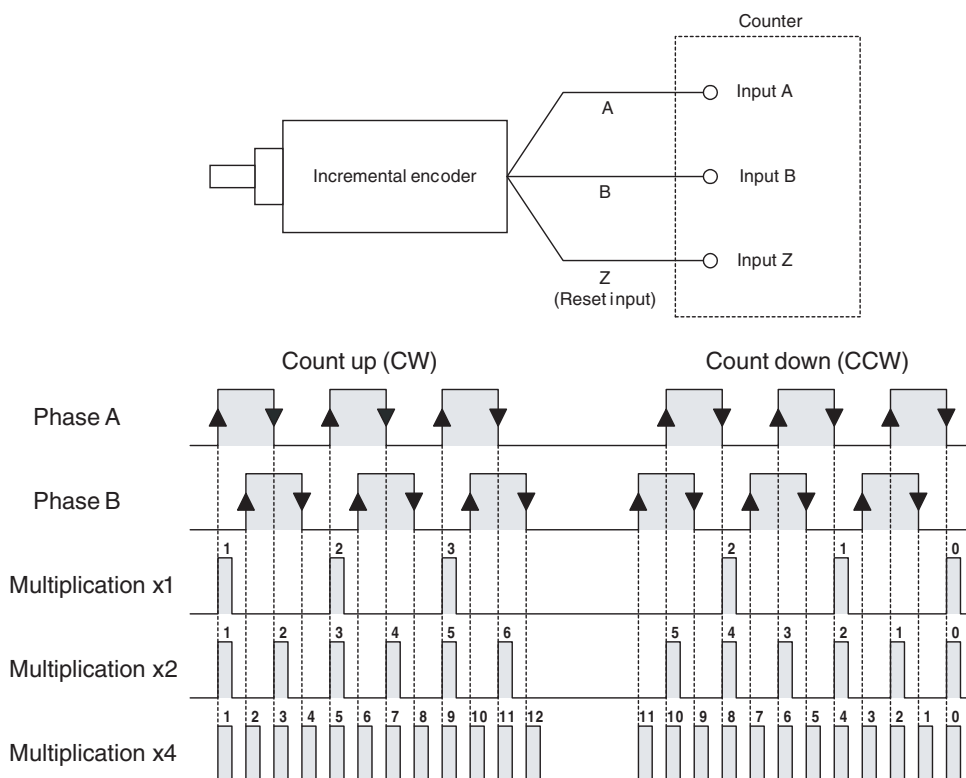 Counter
Input A
A
Incremental encoder
Input B
B
Input Z
Z
(Reset input)
Count up (CW)
Count down (CCW)
Phase A
Phase B
1 2 3 2 1 0
Multiplication x1
1 2 3 4 5 6 5 4 3 2 1 0
Multiplication x2
1 2 3 4 5 6 7 8 9 10 11 12 11 10 9 8 7 6 5 4 3 2 1 0
Multiplication x4